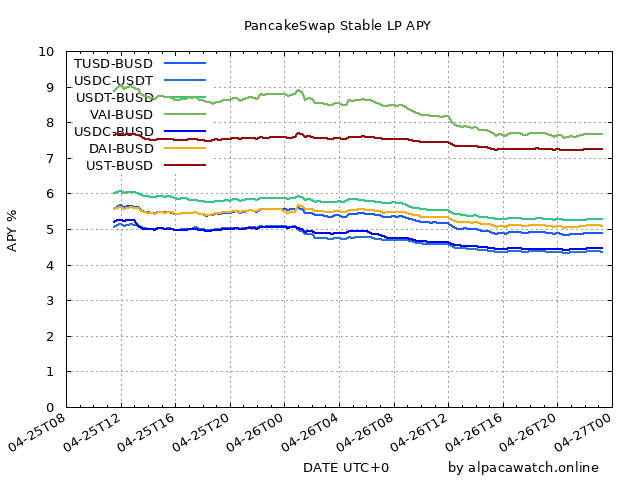 PancakeSwap Stable LP APY
10
9
8
7
6
5
4
3
2
1
0
APY %
TUSD-BUSD
USDC-USDT
USDT-BUSD
VAI-BUSD
USDC-BUSD
DAI-BUSD
UST-BUSD
04-25T08
04-25T12
04-25T16
04-25T20
04-26T00
04-26T04
04-26T08
04-26T12
04-26T16
04-26T20
04-27T00
DATE UTC+0
by alpacawatch.online